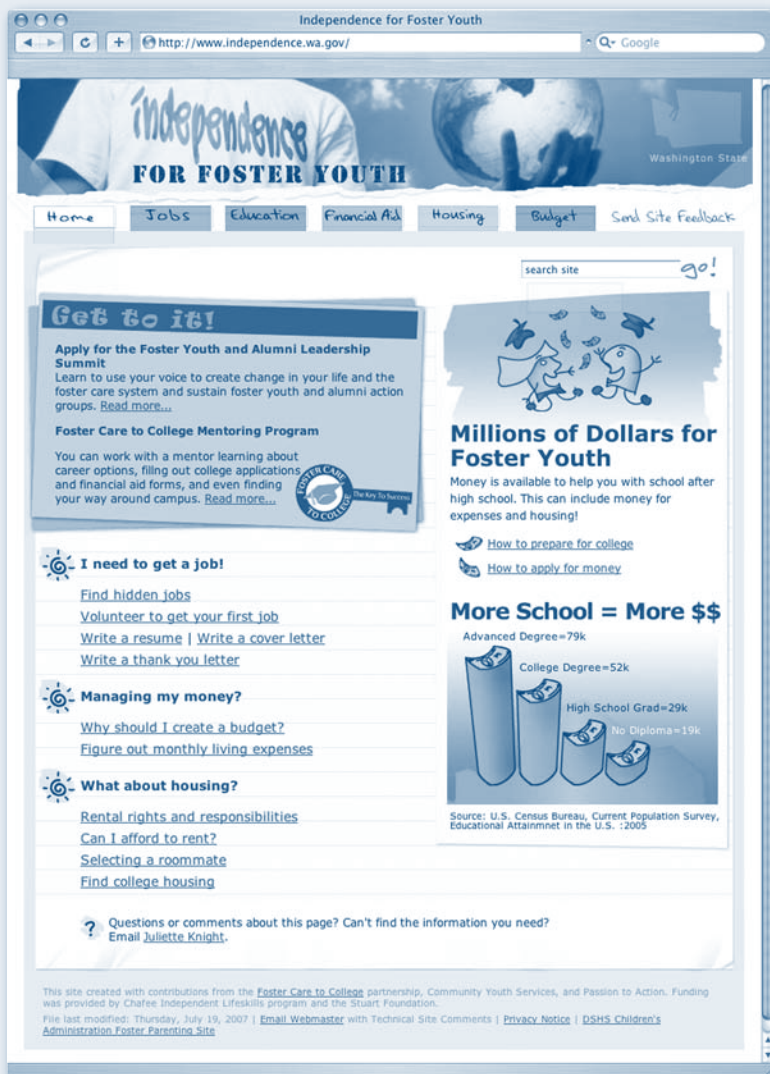 Independence for Foster Youth
http://www.independence.wa.gov/
Google
independence
FOR FOSTER YOUTH
Washington State
Home
Jobs
Education
Financial Aid
Housing
Budget
Send Site Feedback
search site
go!
Get to it!
Apply for the Foster Youth and Alumni Leadership
Summit
Learn to use your voice to create change in your life and the
foster care system and sustain foster youth and alumni action
groups. Read more...
Foster Care to College Mentoring Program
You can work with a mentor learning about
career options, fillng out college applications
and financial aid forms, and even finding
your way around campus. Read more...
FOSTER CARE
TO COLLEGE
The Key To Success
Millions of Dollars for
Foster Youth
Money is available to help you with school after
high school. This can include money for
expenses and housing!
How to prepare for college
How to apply for money
More School = More $$
Advanced Degree=79k
College Degree=52k
High School Grad=29k
No Diploma=19k
Source: U.S. Census Bureau, Current Population Survey,
Educational Attainmnet in the U.S. :2005
I need to get a job!
Find hidden jobs
Volunteer to get your first job
Write a resume | Write a cover letter
Write a thank you letter
Managing my money?
Why should I create a budget?
Figure out monthly living expenses
What about housing?
Rental rights and responsibilities
Can I afford to rent?
Selecting a roommate
Find college housing
? Questions or comments about this page? Can't find the information you need?
Email Juliette Knight.
This site created with contributions from the Foster Care to College partnership, Community Youth Services, and Passion to Action. Funding
was provided by Chafee Independent Lifeskills program and the Stuart Foundation.
File last modified: Thursday, July 19, 2007 | Email Webmaster with Technical Site Comments | Privacy Notice | DSHS Children's
Administration Foster Parenting Site